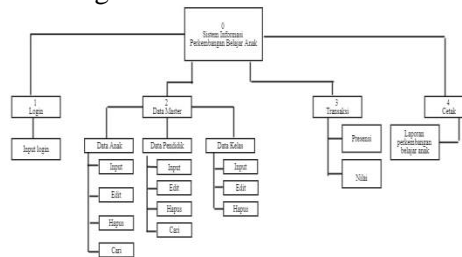 0
Sistem Informasi
Perkembangan Belajar Anak
1
Login
2
Data Master
3
Transaksi
4
Cetak
Input login
Data Anak
Data Pendidik
Data Kelas
Presensi
Nilai
Laporan
perkembangan
belajar anak
Input
Edit
Hapus
Cari
Input
Edit
Hapus
Cari
Input
Edit
Hapus